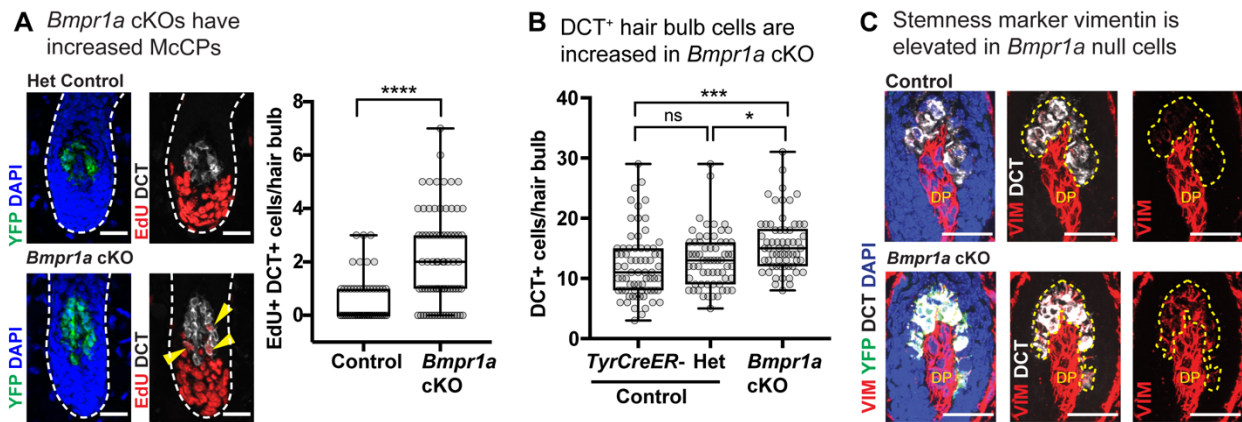 A
Bmpr1a cKOs have
increased McCPs
Het Control
YFP DAPI
EdU DCT
Bmpr1a cKO
YFP DAPI
EdU DCT
EdU+ DCT+ cells/hair bulb
8
6
4
2
0
****
Control
Bmpr1a
cKO
B
DCT+ hair bulb cells are
increased in Bmpr1a cKO
DCT+ cells/hair bulb
40
30
20
10
0
***
ns
*
TyrCreER-
Het
Control
Bmpr1a
cKO
C
Stemness marker vimentin is
elevated in Bmpr1a null cells
Control
DP
VIM DCT
DP
VIM
DP
Bmpr1a cKO
VIM YFP DCT DAPI
DP
VIM DCT
DP
VIM
DP